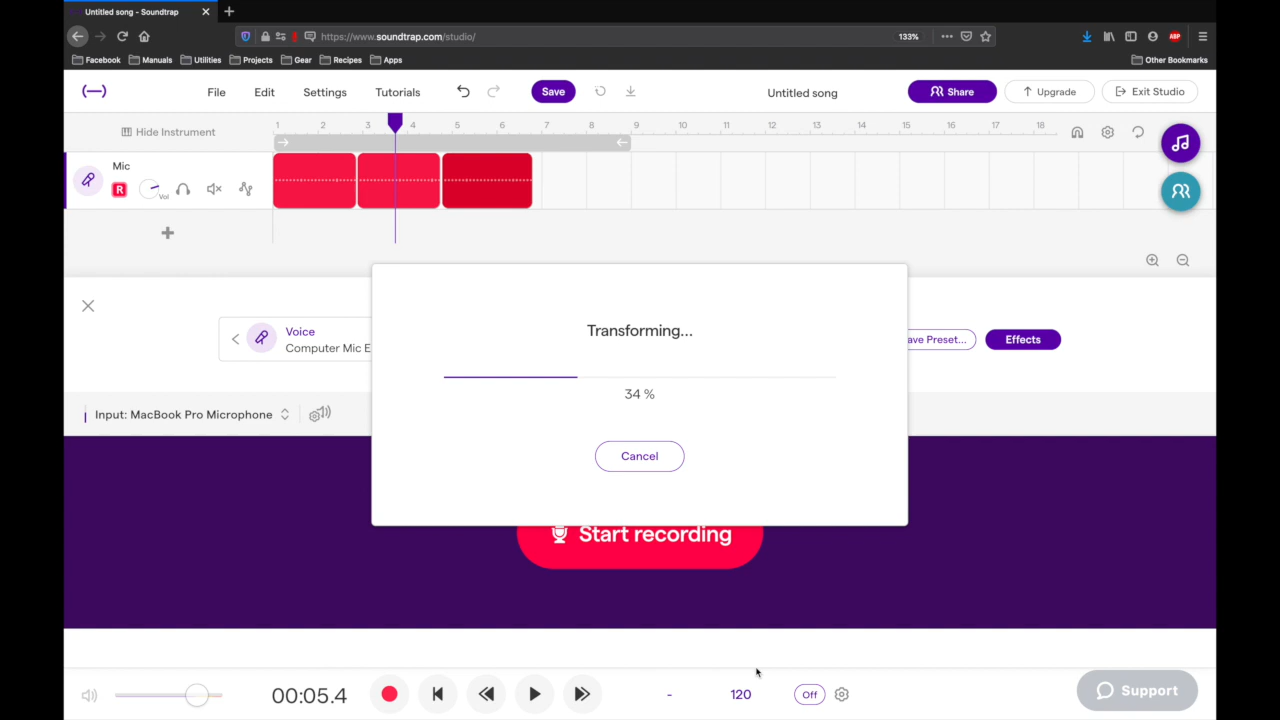 Untitled song - Soundtrap
133%
https://www.soundtrap.com/studio/
ABP
Facebook Manuals Utilities Projects Gear Recipes Apps Other Bookmarks
File Edit Settings Tutorials Save Untitled song Share Upgrade Exit Studio
Hide Instrument
1 2 3 4 5 6 7 8 9 10 11 12 13 14 15 16 17 18
Mic
R Vol
Transforming...
34 %
Cancel
Voice
Computer Mic E
ave Preset...
Effects
Input: MacBook Pro Microphone
Start recording
00:05.4 - 120 Off Support